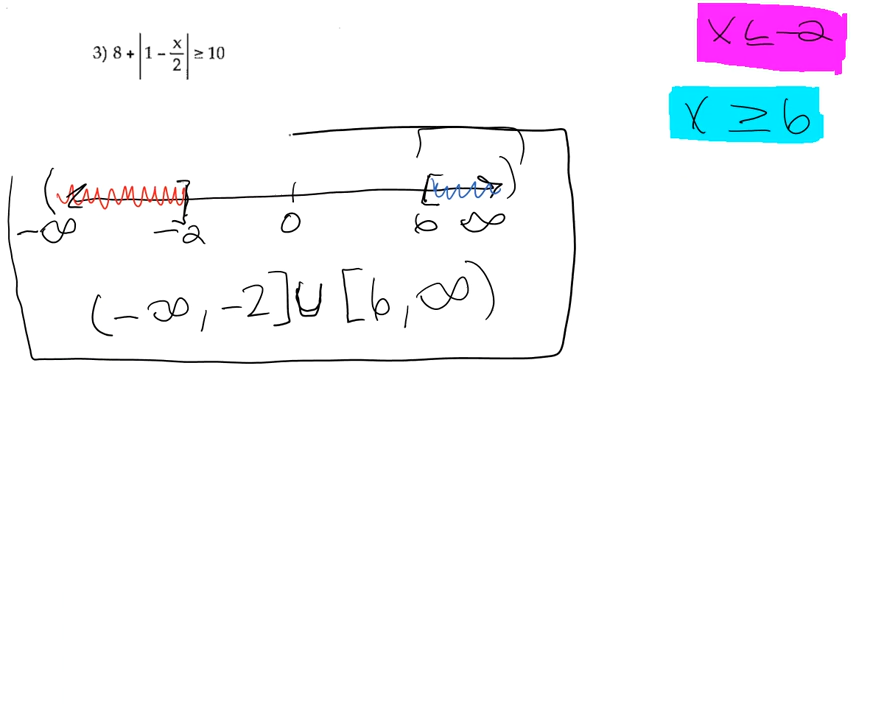 3) 8 + |1 − x/2| ≥ 10
x ≤ −2
x ≥ 6
−∞ −2 0 6 ∞
(−∞, −2] ∪ [6, ∞)